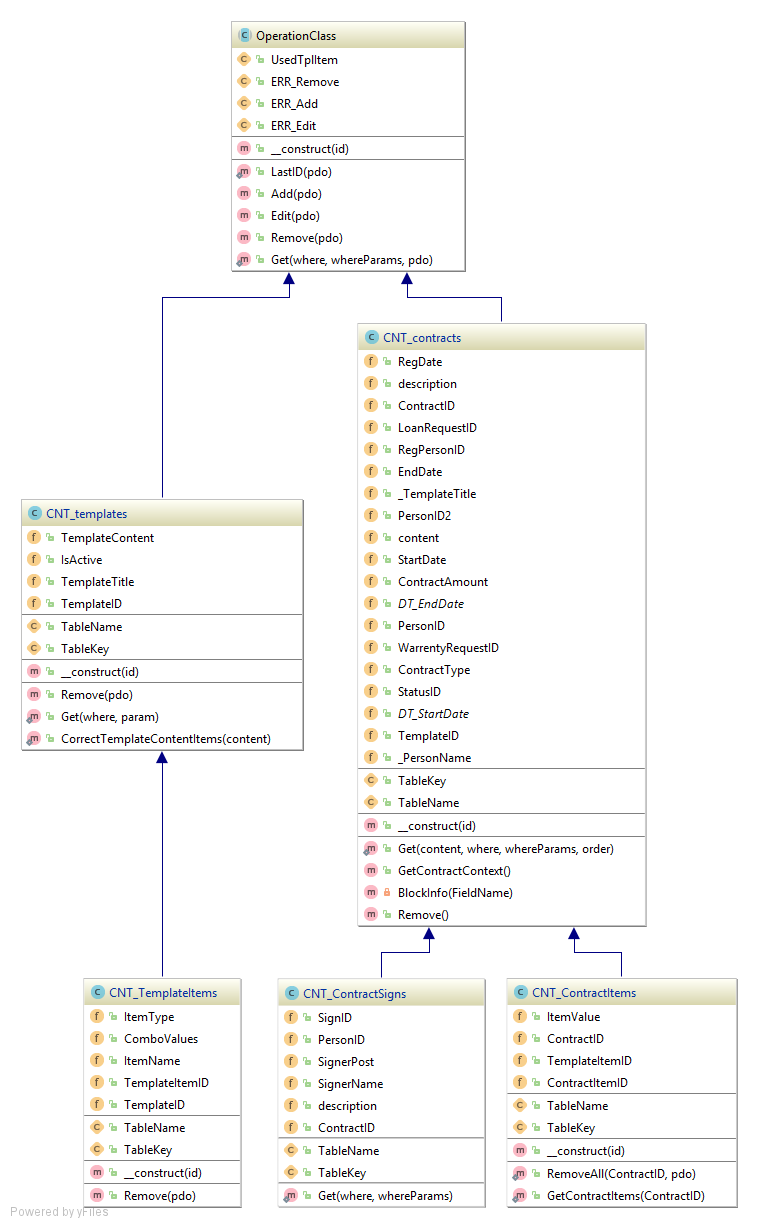 OperationClass
UsedTplItem
ERR_Remove
ERR_Add
ERR_Edit
__construct(id)
LastID(pdo)
Add(pdo)
Edit(pdo)
Remove(pdo)
Get(where, whereParams, pdo)
CNT_contracts
RegDate
description
ContractID
LoanRequestID
RegPersonID
EndDate
_TemplateTitle
PersonID2
content
StartDate
ContractAmount
DT_EndDate
PersonID
WarrentyRequestID
ContractType
StatusID
DT_StartDate
TemplateID
_PersonName
TableKey
TableName
__construct(id)
Get(content, where, whereParams, order)
GetContractContext()
BlockInfo(FieldName)
Remove()
CNT_templates
TemplateContent
IsActive
TemplateTitle
TemplateID
TableName
TableKey
__construct(id)
Remove(pdo)
Get(where, param)
CorrectTemplateContentItems(content)
CNT_TemplateItems
ItemType
ComboValues
ItemName
TemplateItemID
TemplateID
TableName
TableKey
__construct(id)
Remove(pdo)
CNT_ContractSigns
SignID
PersonID
SignerPost
SignerName
description
ContractID
TableName
TableKey
Get(where, whereParams)
CNT_ContractItems
ItemValue
ContractID
TemplateItemID
ContractItemID
TableName
TableKey
__construct(id)
RemoveAll(ContractID, pdo)
GetContractItems(ContractID)
Powered by yFiles